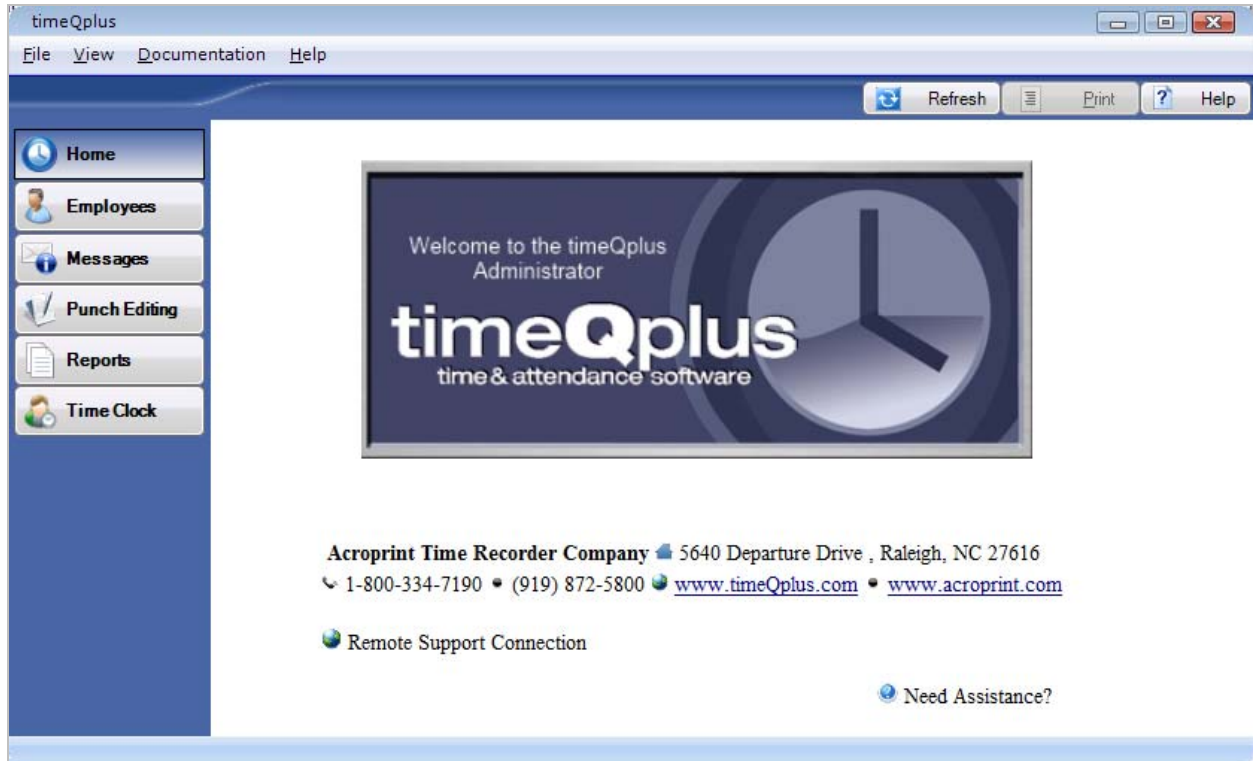 timeQplus
File View Documentation Help
Refresh Print Help
Home
Employees
Messages
Punch Editing
Reports
Time Clock
Welcome to the timeQplus
Administrator
timeQplus
time & attendance software
Acroprint Time Recorder Company 5640 Departure Drive , Raleigh, NC 27616
1-800-334-7190 • (919) 872-5800 www.timeQplus.com • www.acroprint.com
Remote Support Connection
Need Assistance?